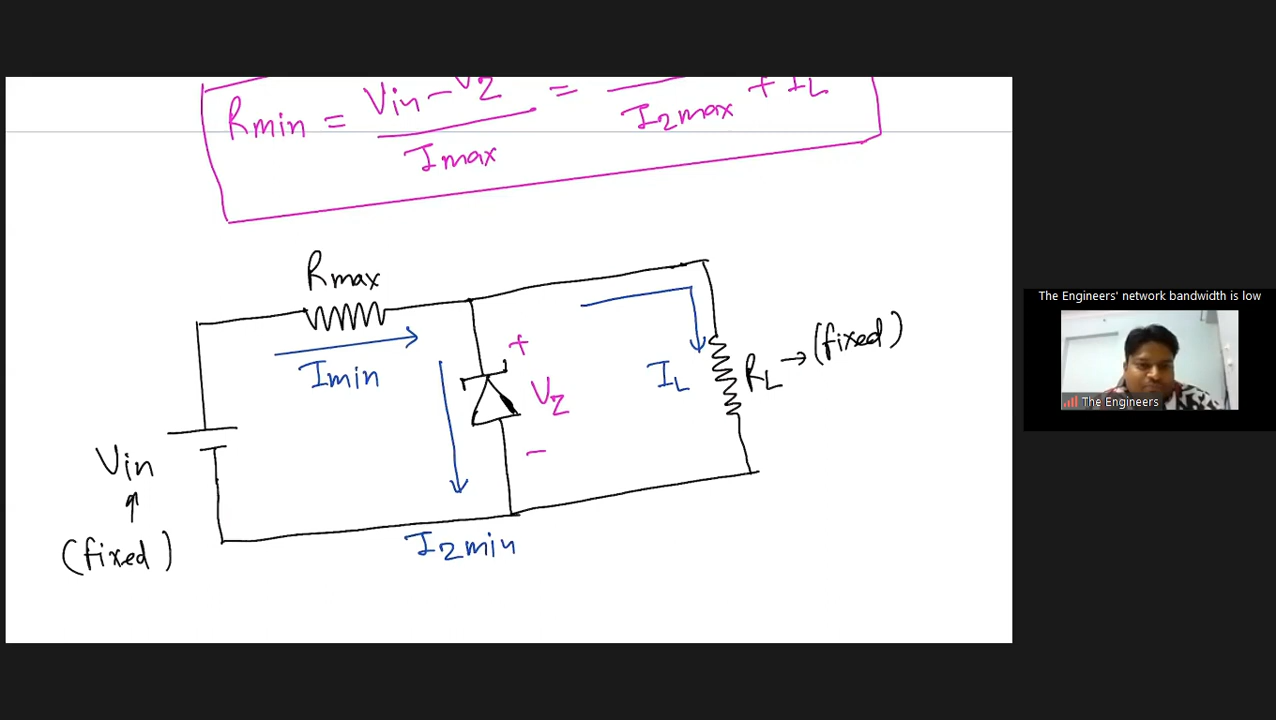 Rmin = Vin - VZ / Imax = / IZmax + IL
Rmax
Imin
+
VZ
-
IL
RL → (fixed)
Vin
(fixed)
IZmin
The Engineers' network bandwidth is low
The Engineers